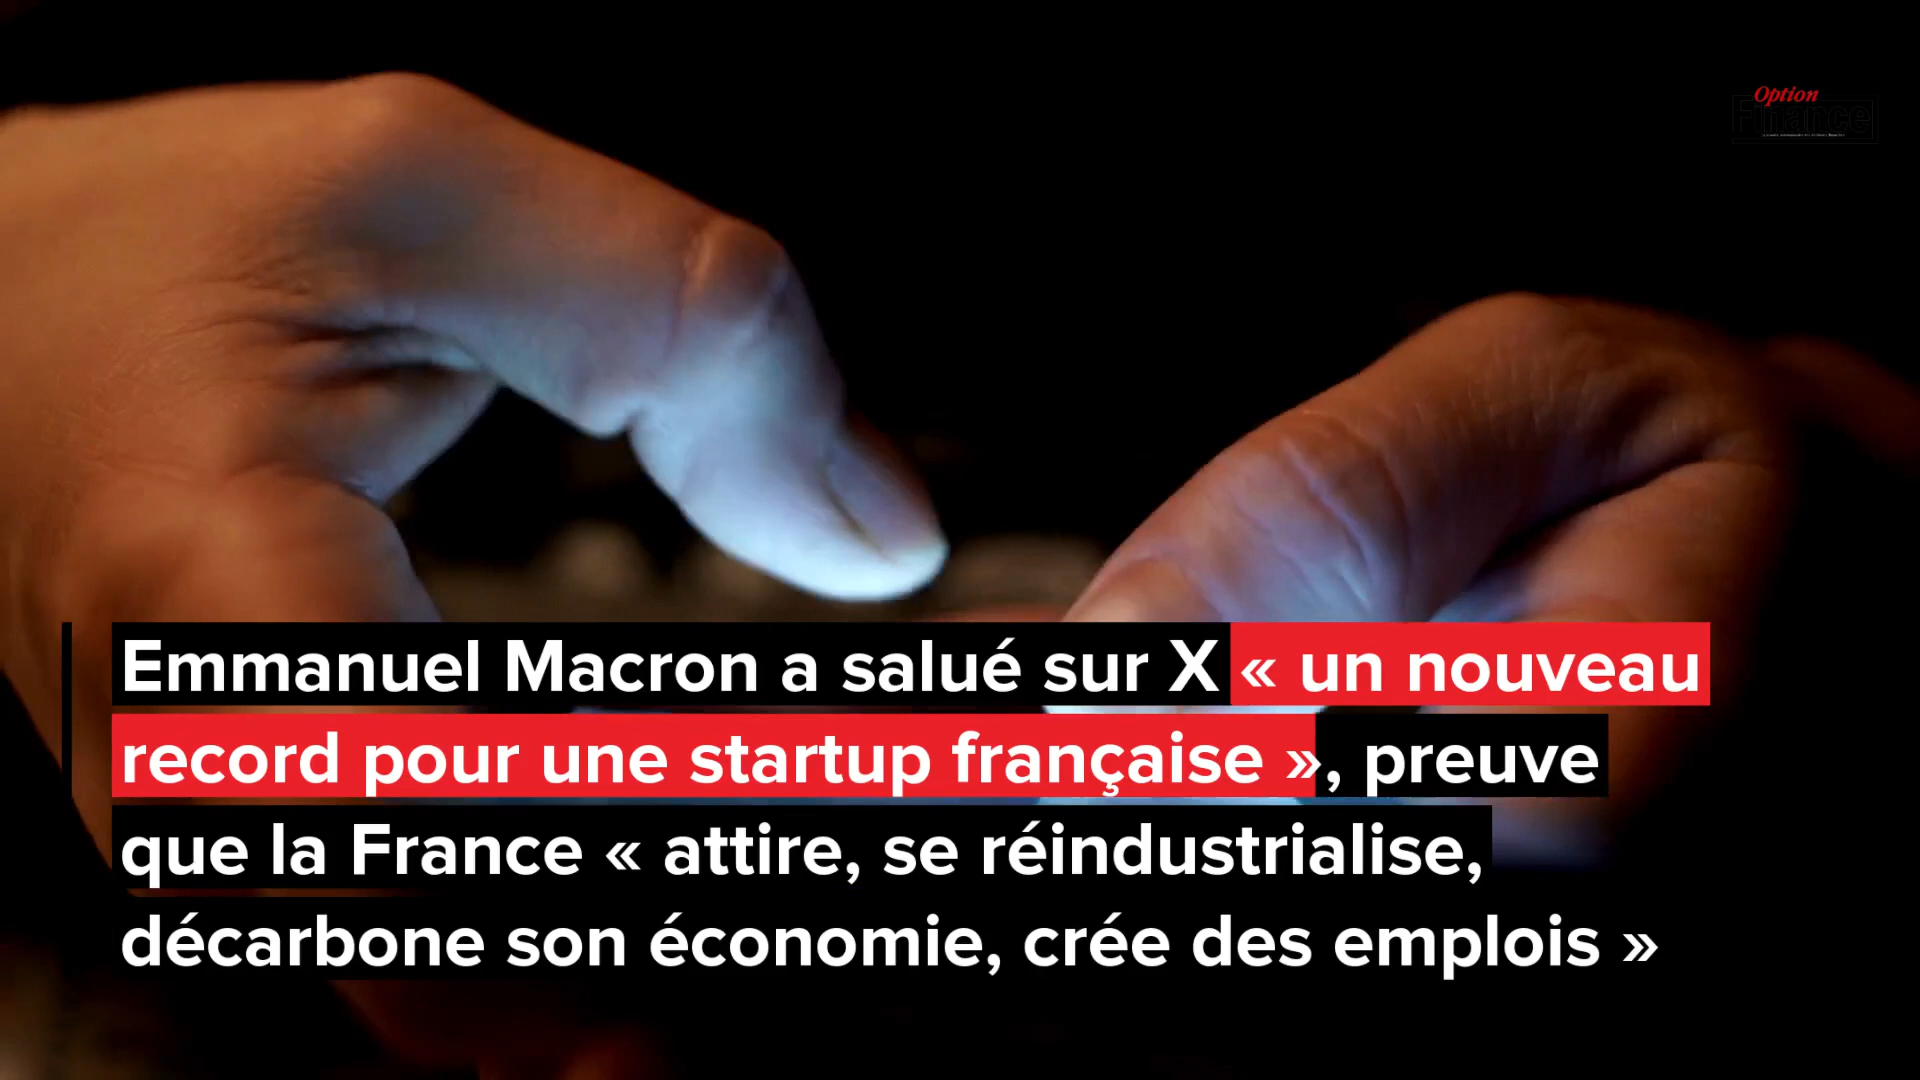 Option
Finance
Emmanuel Macron a salué sur X « un nouveau
record pour une startup française », preuve
que la France « attire, se réindustrialise,
décarbone son économie, crée des emplois »